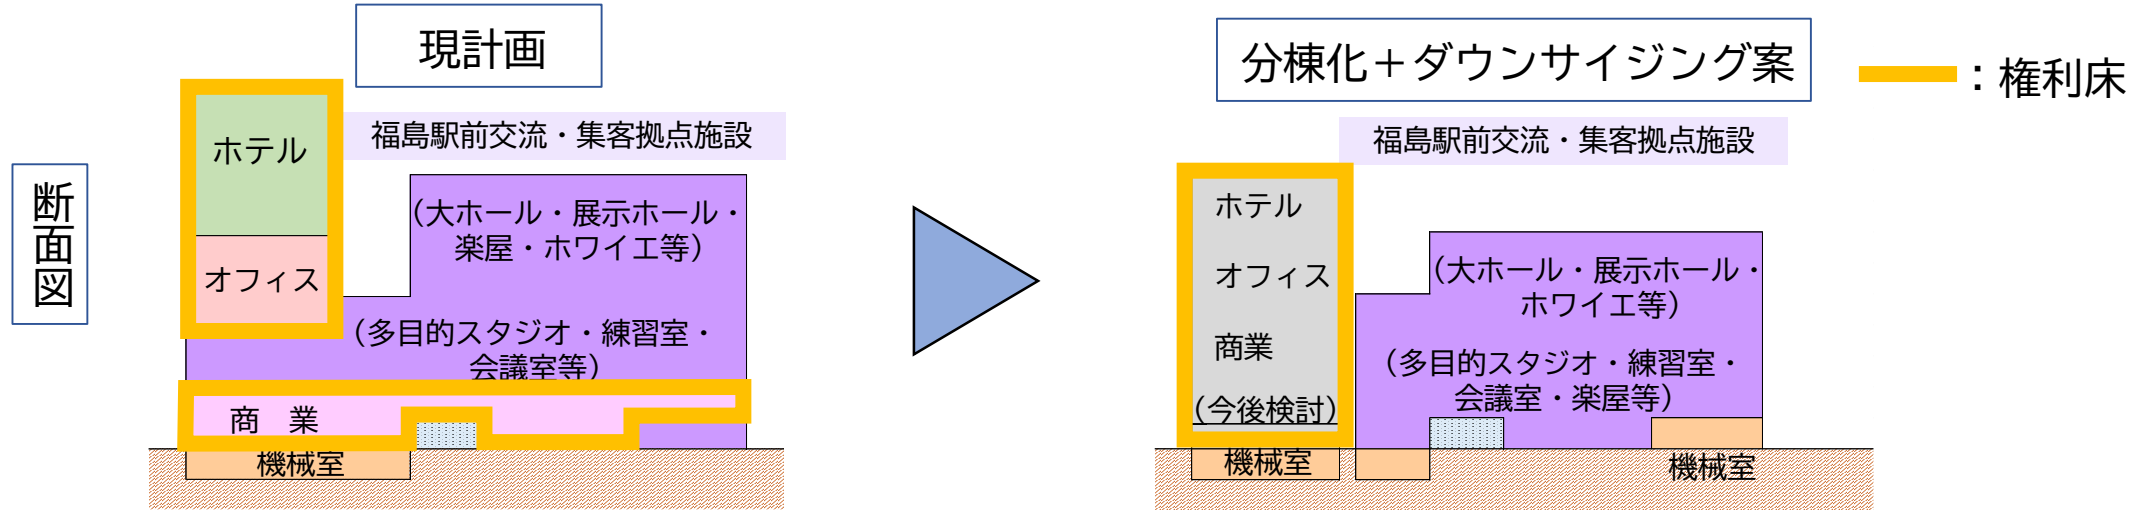 現計画
分棟化＋ダウンサイジング案
：権利床
断面図
福島駅前交流・集客拠点施設
ホテル
オフィス
（大ホール・展示ホール・
楽屋・ホワイエ等）
（多目的スタジオ・練習室・
会議室等）
商　業
機械室
福島駅前交流・集客拠点施設
ホテル
オフィス
商業
（今後検討）
（大ホール・展示ホール・
ホワイエ等）
（多目的スタジオ・練習室・
会議室・楽屋等）
機械室
機械室